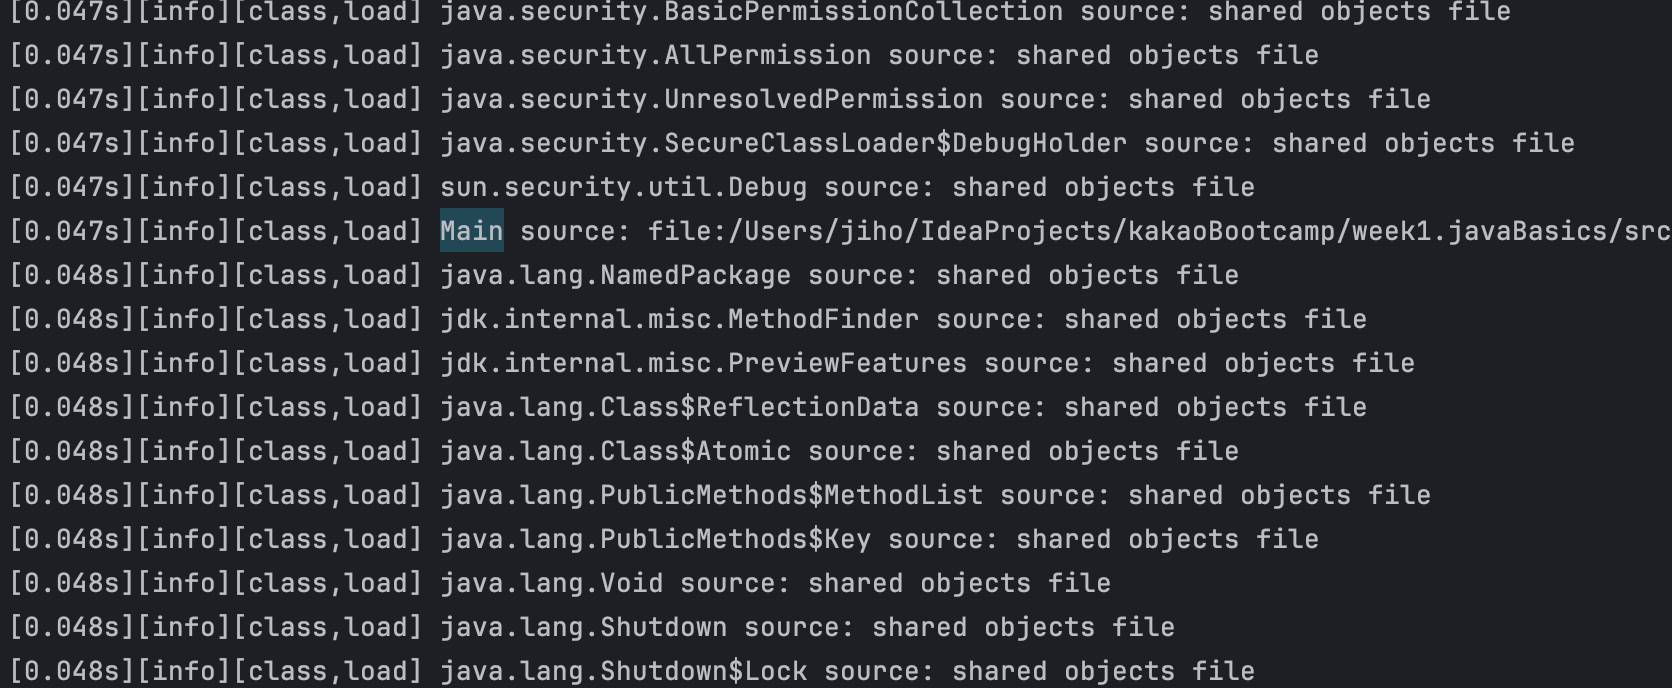 [0.047s][info][class,load] java.security.BasicPermissionCollection source: shared objects file
[0.047s][info][class,load] java.security.AllPermission source: shared objects file
[0.047s][info][class,load] java.security.UnresolvedPermission source: shared objects file
[0.047s][info][class,load] java.security.SecureClassLoader$DebugHolder source: shared objects file
[0.047s][info][class,load] sun.security.util.Debug source: shared objects file
[0.047s][info][class,load] Main source: file:/Users/jiho/IdeaProjects/kakaoBootcamp/week1.javaBasics/src
[0.048s][info][class,load] java.lang.NamedPackage source: shared objects file
[0.048s][info][class,load] jdk.internal.misc.MethodFinder source: shared objects file
[0.048s][info][class,load] jdk.internal.misc.PreviewFeatures source: shared objects file
[0.048s][info][class,load] java.lang.Class$ReflectionData source: shared objects file
[0.048s][info][class,load] java.lang.Class$Atomic source: shared objects file
[0.048s][info][class,load] java.lang.PublicMethods$MethodList source: shared objects file
[0.048s][info][class,load] java.lang.PublicMethods$Key source: shared objects file
[0.048s][info][class,load] java.lang.Void source: shared objects file
[0.048s][info][class,load] java.lang.Shutdown source: shared objects file
[0.048s][info][class,load] java.lang.Shutdown$Lock source: shared objects file